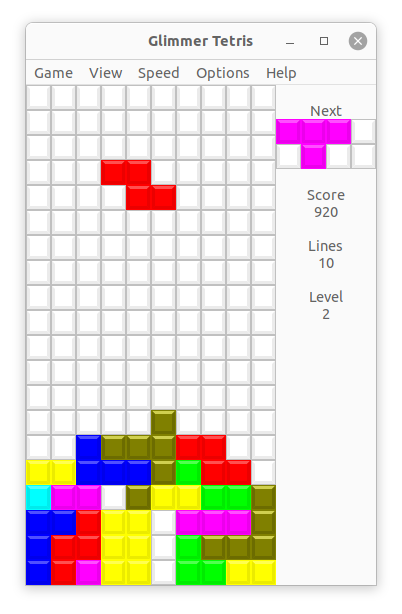 Glimmer Tetris
Game View Speed Options Help
Next
Score
920
Lines
10
Level
2